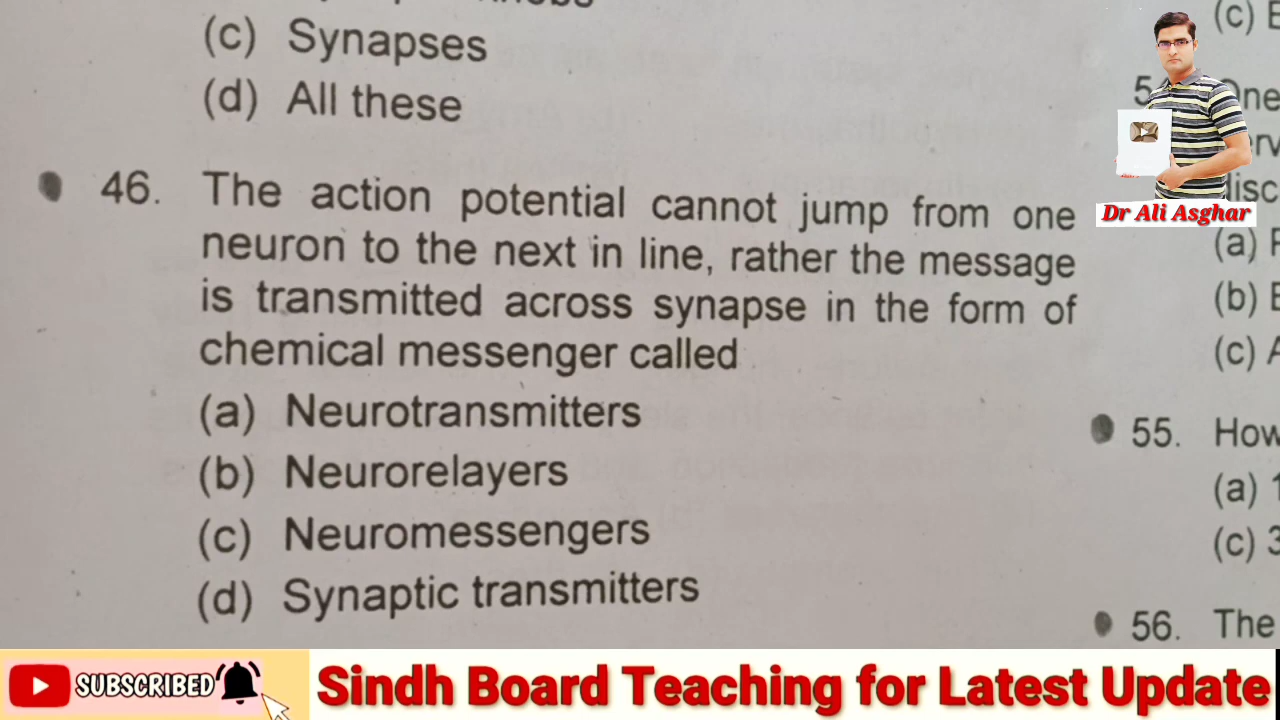 (c) Synapses
(d) All these
46. The action potential cannot jump from one
neuron to the next in line, rather the message
is transmitted across synapse in the form of
chemical messenger called
(a) Neurotransmitters
(b) Neurorelayers
(c) Neuromessengers
(d) Synaptic transmitters
(c)
Dr Ali Asghar
(a)
(b)
(c)
55. How
(a)
(c)
56. The
SUBSCRIBED
Sindh Board Teaching for Latest Update